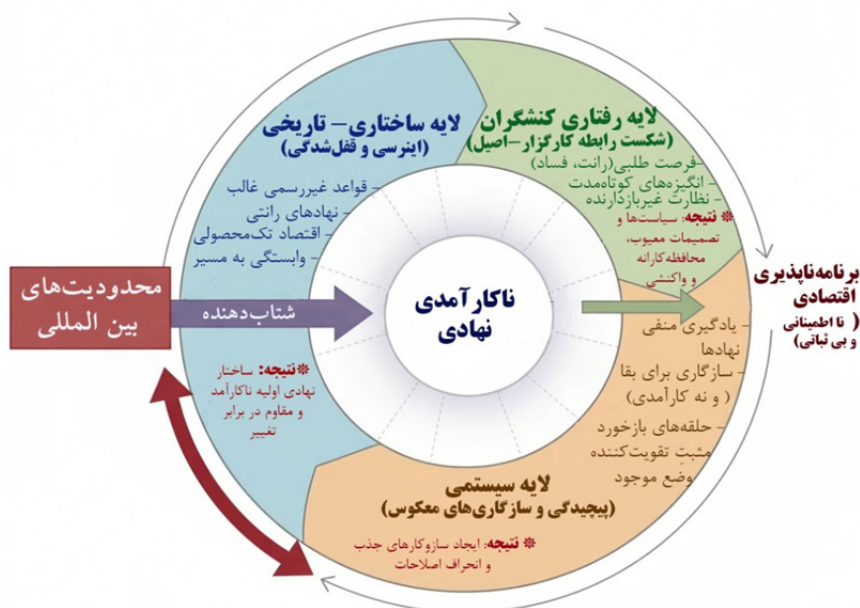 لایه ساختاری– تاریخی
(اینرسی و قفل‌شدگی)
- قواعد غیررسمی غالب
- نهادهای رانتی
- اقتصاد تک‌محصولی
- وابستگی به مسیر
لایه رفتاری کنشگران
(شکست رابطه کارگزار–اصیل)
-فرصت طلبی(رانت، فساد)
- انگیزه‌های کوتاه‌مدت
- نظارت غیربازدارنده
* نتیجه: سیاست‌ها و
تصمیمات معیوب،
محافظه‌کارانه
و واکنشی
محدودیت‌های
بین المللی
شتاب‌دهنده
ناکارآمدی
نهادی
برنامه‌ناپذیری
اقتصادی
( نا اطمینانی
و بی ثباتی)
*نتیجه: ساختار
نهادی اولیه ناکارآمد
و مقاوم در برابر
تغییر
- یادگیری منفی
نهادها
- سازگاری برای بقا
( و نه کارآمدی)
- حلقه‌های بازخورد
مثبتِ تقویت‌کننده
وضع موجود
لایه سیستمی
(پیچیدگی و سازگاری‌های معکوس)
* نتیجه: ایجاد سازوکارهای جذب
و انحراف اصلاحات